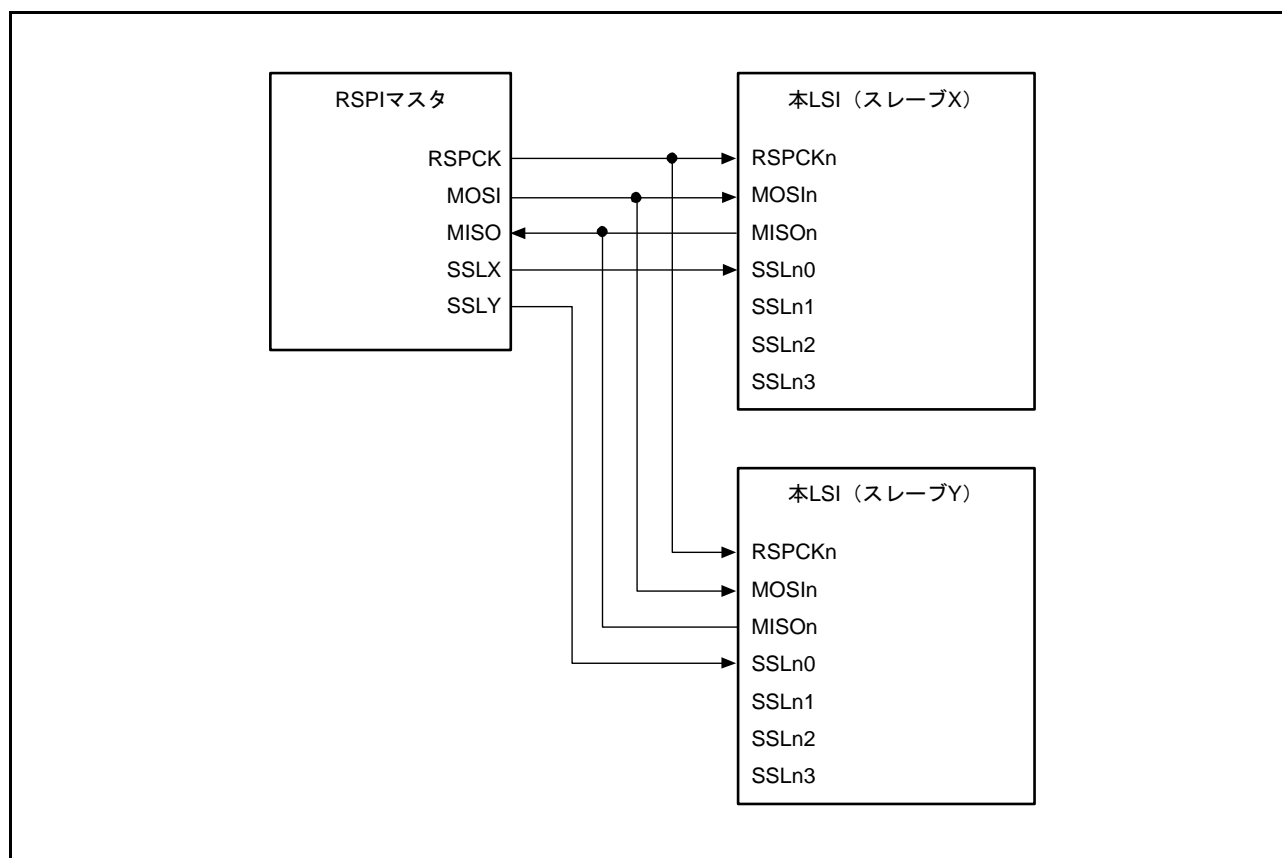 RSPIマスタ
RSPCK
MOSI
MISO
SSLX
SSLY
本LSI（スレーブX）
RSPCKn
MOSIn
MISOn
SSLn0
SSLn1
SSLn2
SSLn3
本LSI（スレーブY）
RSPCKn
MOSIn
MISOn
SSLn0
SSLn1
SSLn2
SSLn3